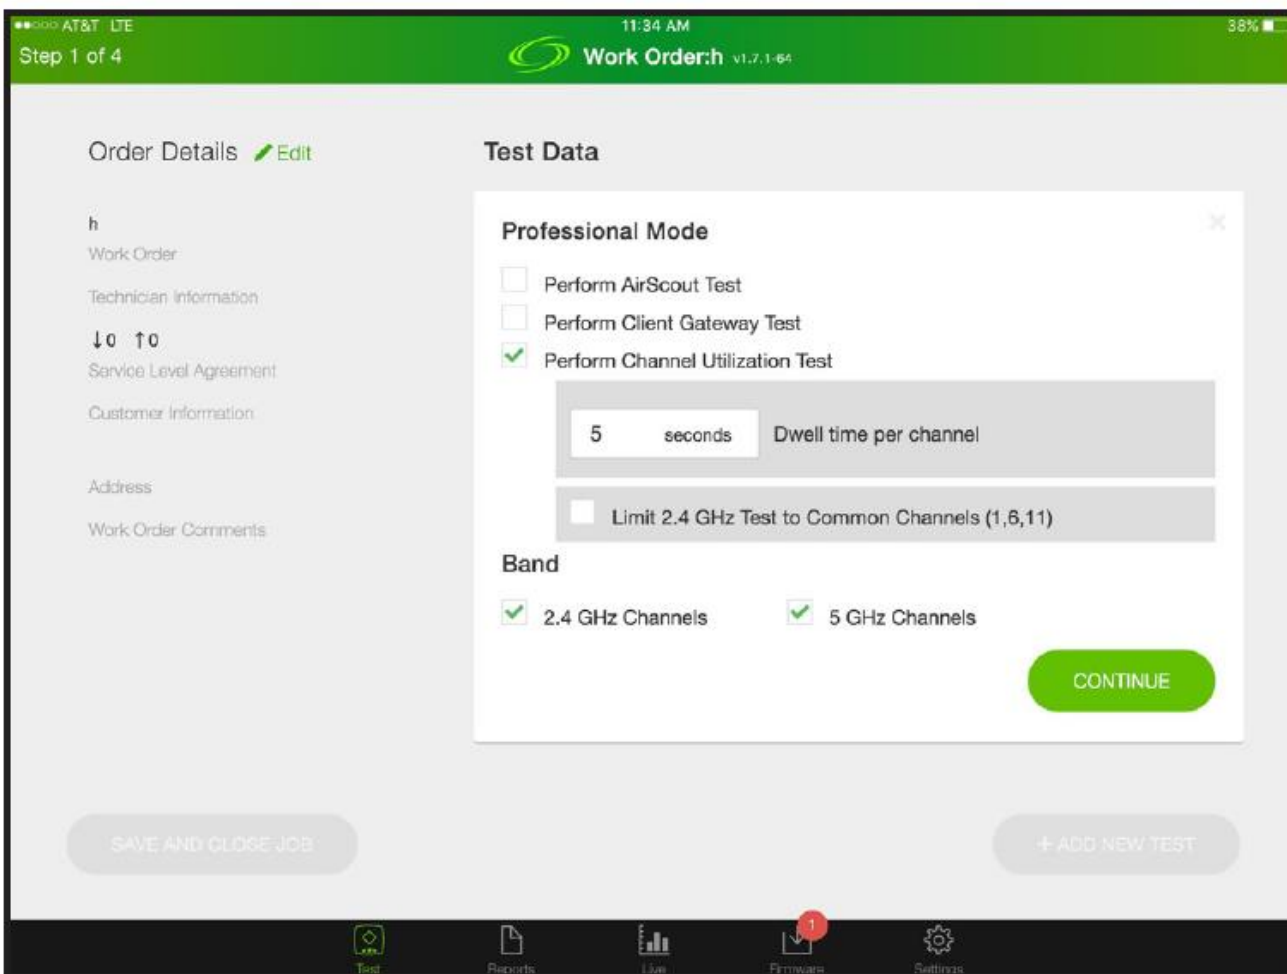 AT&T LTE 11:34 AM 38%
Step 1 of 4 Work Order:h v1.7.1-64
Order Details Edit
h
Work Order
Technician Information
↓0 ↑0
Service Level Agreement
Customer Information
Address
Work Order Comments
Test Data
Professional Mode
Perform AirScout Test
Perform Client Gateway Test
Perform Channel Utilization Test
5 seconds Dwell time per channel
Limit 2.4 GHz Test to Common Channels (1,6,11)
Band
2.4 GHz Channels 5 GHz Channels
CONTINUE
SAVE AND CLOSE JOB + ADD NEW TEST
1
Test Reports Live Firmware Settings